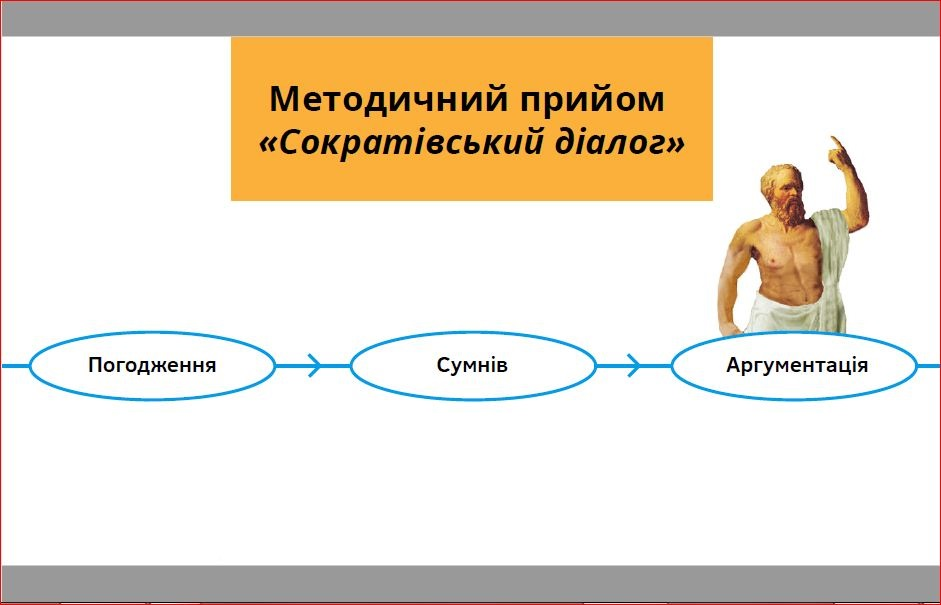 Методичний прийом
«Сократівський діалог»
Погодження
Сумнів
Аргументація